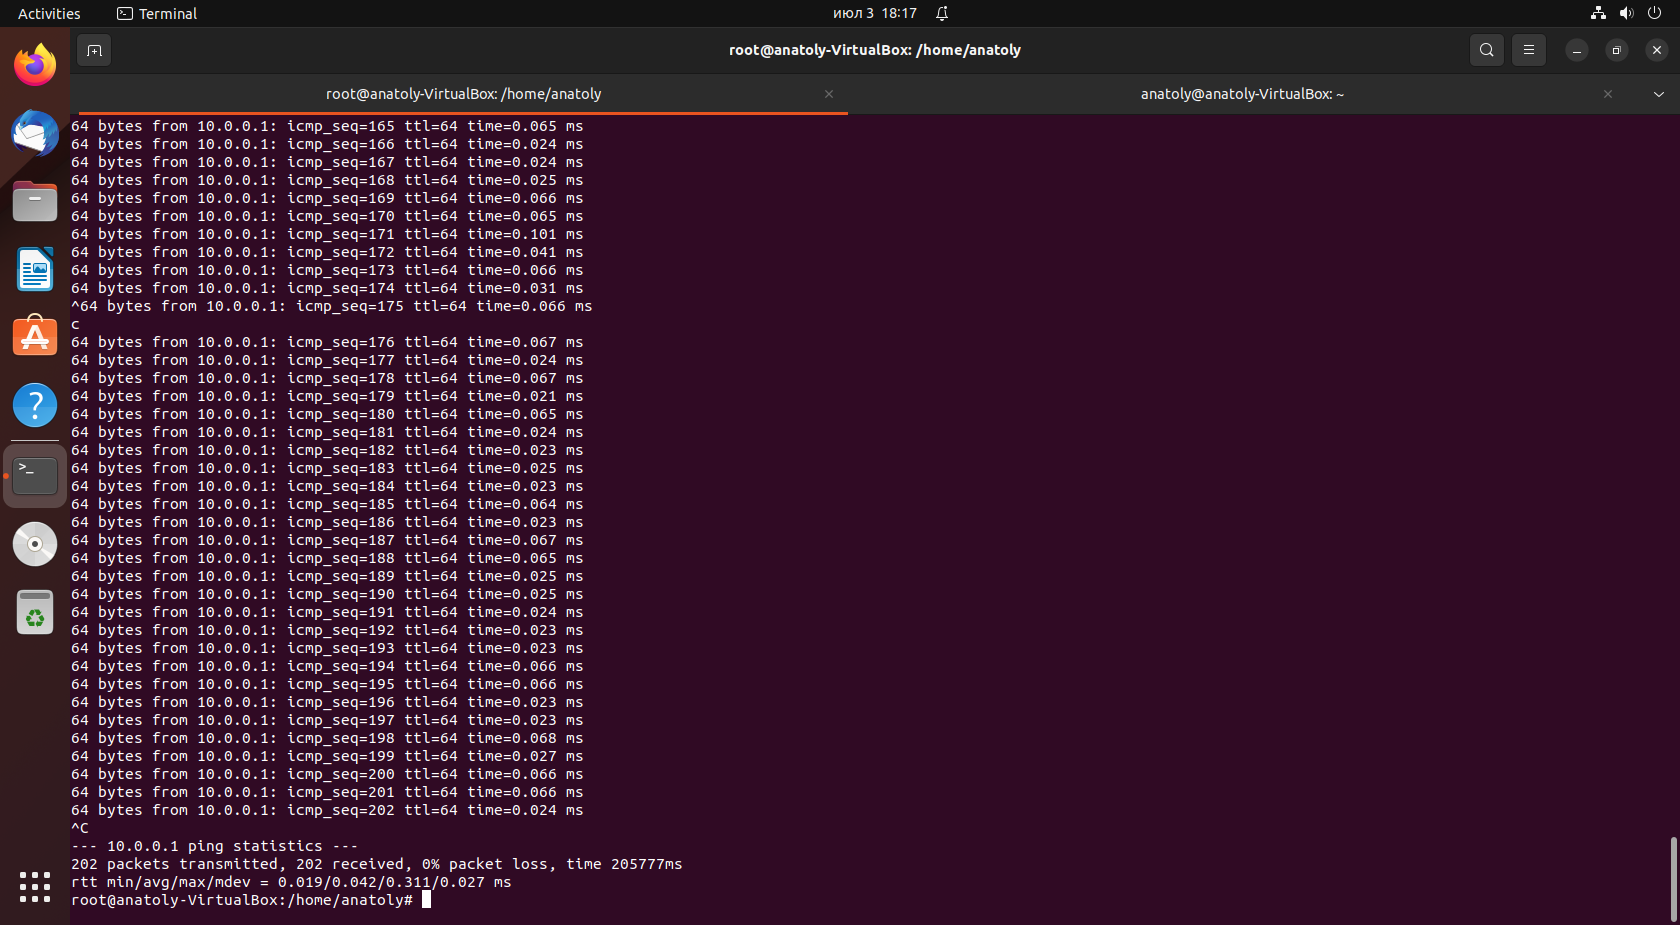 Activities
Terminal
июл 3 18:17
root@anatoly-VirtualBox: /home/anatoly
root@anatoly-VirtualBox: /home/anatoly
anatoly@anatoly-VirtualBox: ~
64 bytes from 10.0.0.1: icmp_seq=165 ttl=64 time=0.065 ms
64 bytes from 10.0.0.1: icmp_seq=166 ttl=64 time=0.024 ms
64 bytes from 10.0.0.1: icmp_seq=167 ttl=64 time=0.024 ms
64 bytes from 10.0.0.1: icmp_seq=168 ttl=64 time=0.025 ms
64 bytes from 10.0.0.1: icmp_seq=169 ttl=64 time=0.066 ms
64 bytes from 10.0.0.1: icmp_seq=170 ttl=64 time=0.065 ms
64 bytes from 10.0.0.1: icmp_seq=171 ttl=64 time=0.101 ms
64 bytes from 10.0.0.1: icmp_seq=172 ttl=64 time=0.041 ms
64 bytes from 10.0.0.1: icmp_seq=173 ttl=64 time=0.066 ms
64 bytes from 10.0.0.1: icmp_seq=174 ttl=64 time=0.031 ms
^64 bytes from 10.0.0.1: icmp_seq=175 ttl=64 time=0.066 ms
c
64 bytes from 10.0.0.1: icmp_seq=176 ttl=64 time=0.067 ms
64 bytes from 10.0.0.1: icmp_seq=177 ttl=64 time=0.024 ms
64 bytes from 10.0.0.1: icmp_seq=178 ttl=64 time=0.067 ms
64 bytes from 10.0.0.1: icmp_seq=179 ttl=64 time=0.021 ms
64 bytes from 10.0.0.1: icmp_seq=180 ttl=64 time=0.065 ms
64 bytes from 10.0.0.1: icmp_seq=181 ttl=64 time=0.024 ms
64 bytes from 10.0.0.1: icmp_seq=182 ttl=64 time=0.023 ms
64 bytes from 10.0.0.1: icmp_seq=183 ttl=64 time=0.025 ms
64 bytes from 10.0.0.1: icmp_seq=184 ttl=64 time=0.023 ms
64 bytes from 10.0.0.1: icmp_seq=185 ttl=64 time=0.064 ms
64 bytes from 10.0.0.1: icmp_seq=186 ttl=64 time=0.023 ms
64 bytes from 10.0.0.1: icmp_seq=187 ttl=64 time=0.067 ms
64 bytes from 10.0.0.1: icmp_seq=188 ttl=64 time=0.065 ms
64 bytes from 10.0.0.1: icmp_seq=189 ttl=64 time=0.025 ms
64 bytes from 10.0.0.1: icmp_seq=190 ttl=64 time=0.025 ms
64 bytes from 10.0.0.1: icmp_seq=191 ttl=64 time=0.024 ms
64 bytes from 10.0.0.1: icmp_seq=192 ttl=64 time=0.023 ms
64 bytes from 10.0.0.1: icmp_seq=193 ttl=64 time=0.023 ms
64 bytes from 10.0.0.1: icmp_seq=194 ttl=64 time=0.066 ms
64 bytes from 10.0.0.1: icmp_seq=195 ttl=64 time=0.066 ms
64 bytes from 10.0.0.1: icmp_seq=196 ttl=64 time=0.023 ms
64 bytes from 10.0.0.1: icmp_seq=197 ttl=64 time=0.023 ms
64 bytes from 10.0.0.1: icmp_seq=198 ttl=64 time=0.068 ms
64 bytes from 10.0.0.1: icmp_seq=199 ttl=64 time=0.027 ms
64 bytes from 10.0.0.1: icmp_seq=200 ttl=64 time=0.066 ms
64 bytes from 10.0.0.1: icmp_seq=201 ttl=64 time=0.066 ms
64 bytes from 10.0.0.1: icmp_seq=202 ttl=64 time=0.024 ms
^C
--- 10.0.0.1 ping statistics ---
202 packets transmitted, 202 received, 0% packet loss, time 205777ms
rtt min/avg/max/mdev = 0.019/0.042/0.311/0.027 ms
root@anatoly-VirtualBox:/home/anatoly#